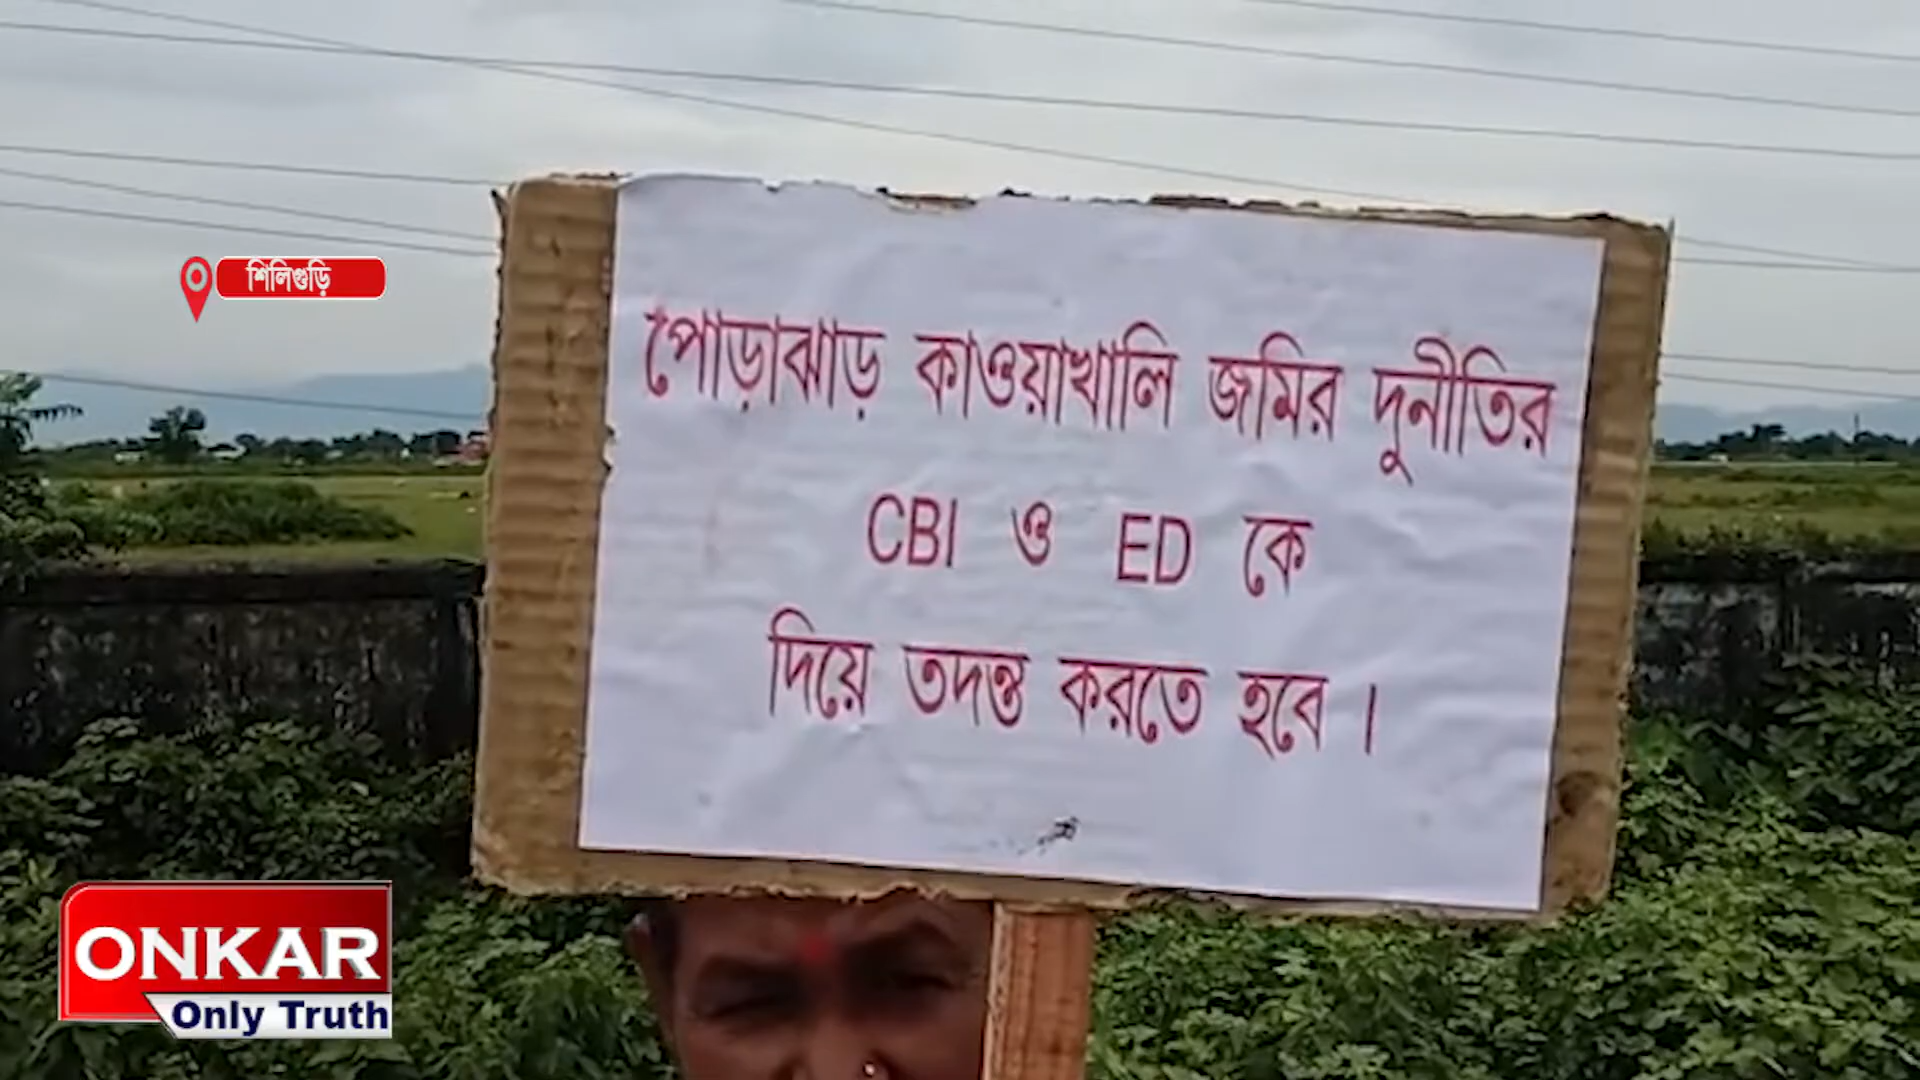 শিলিগুড়ি
পোড়াঝাড় কাওয়াখালি জমির দুনীতির
CBI ও ED কে
দিয়ে তদন্ত করতে হবে ।
ONKAR
Only Truth